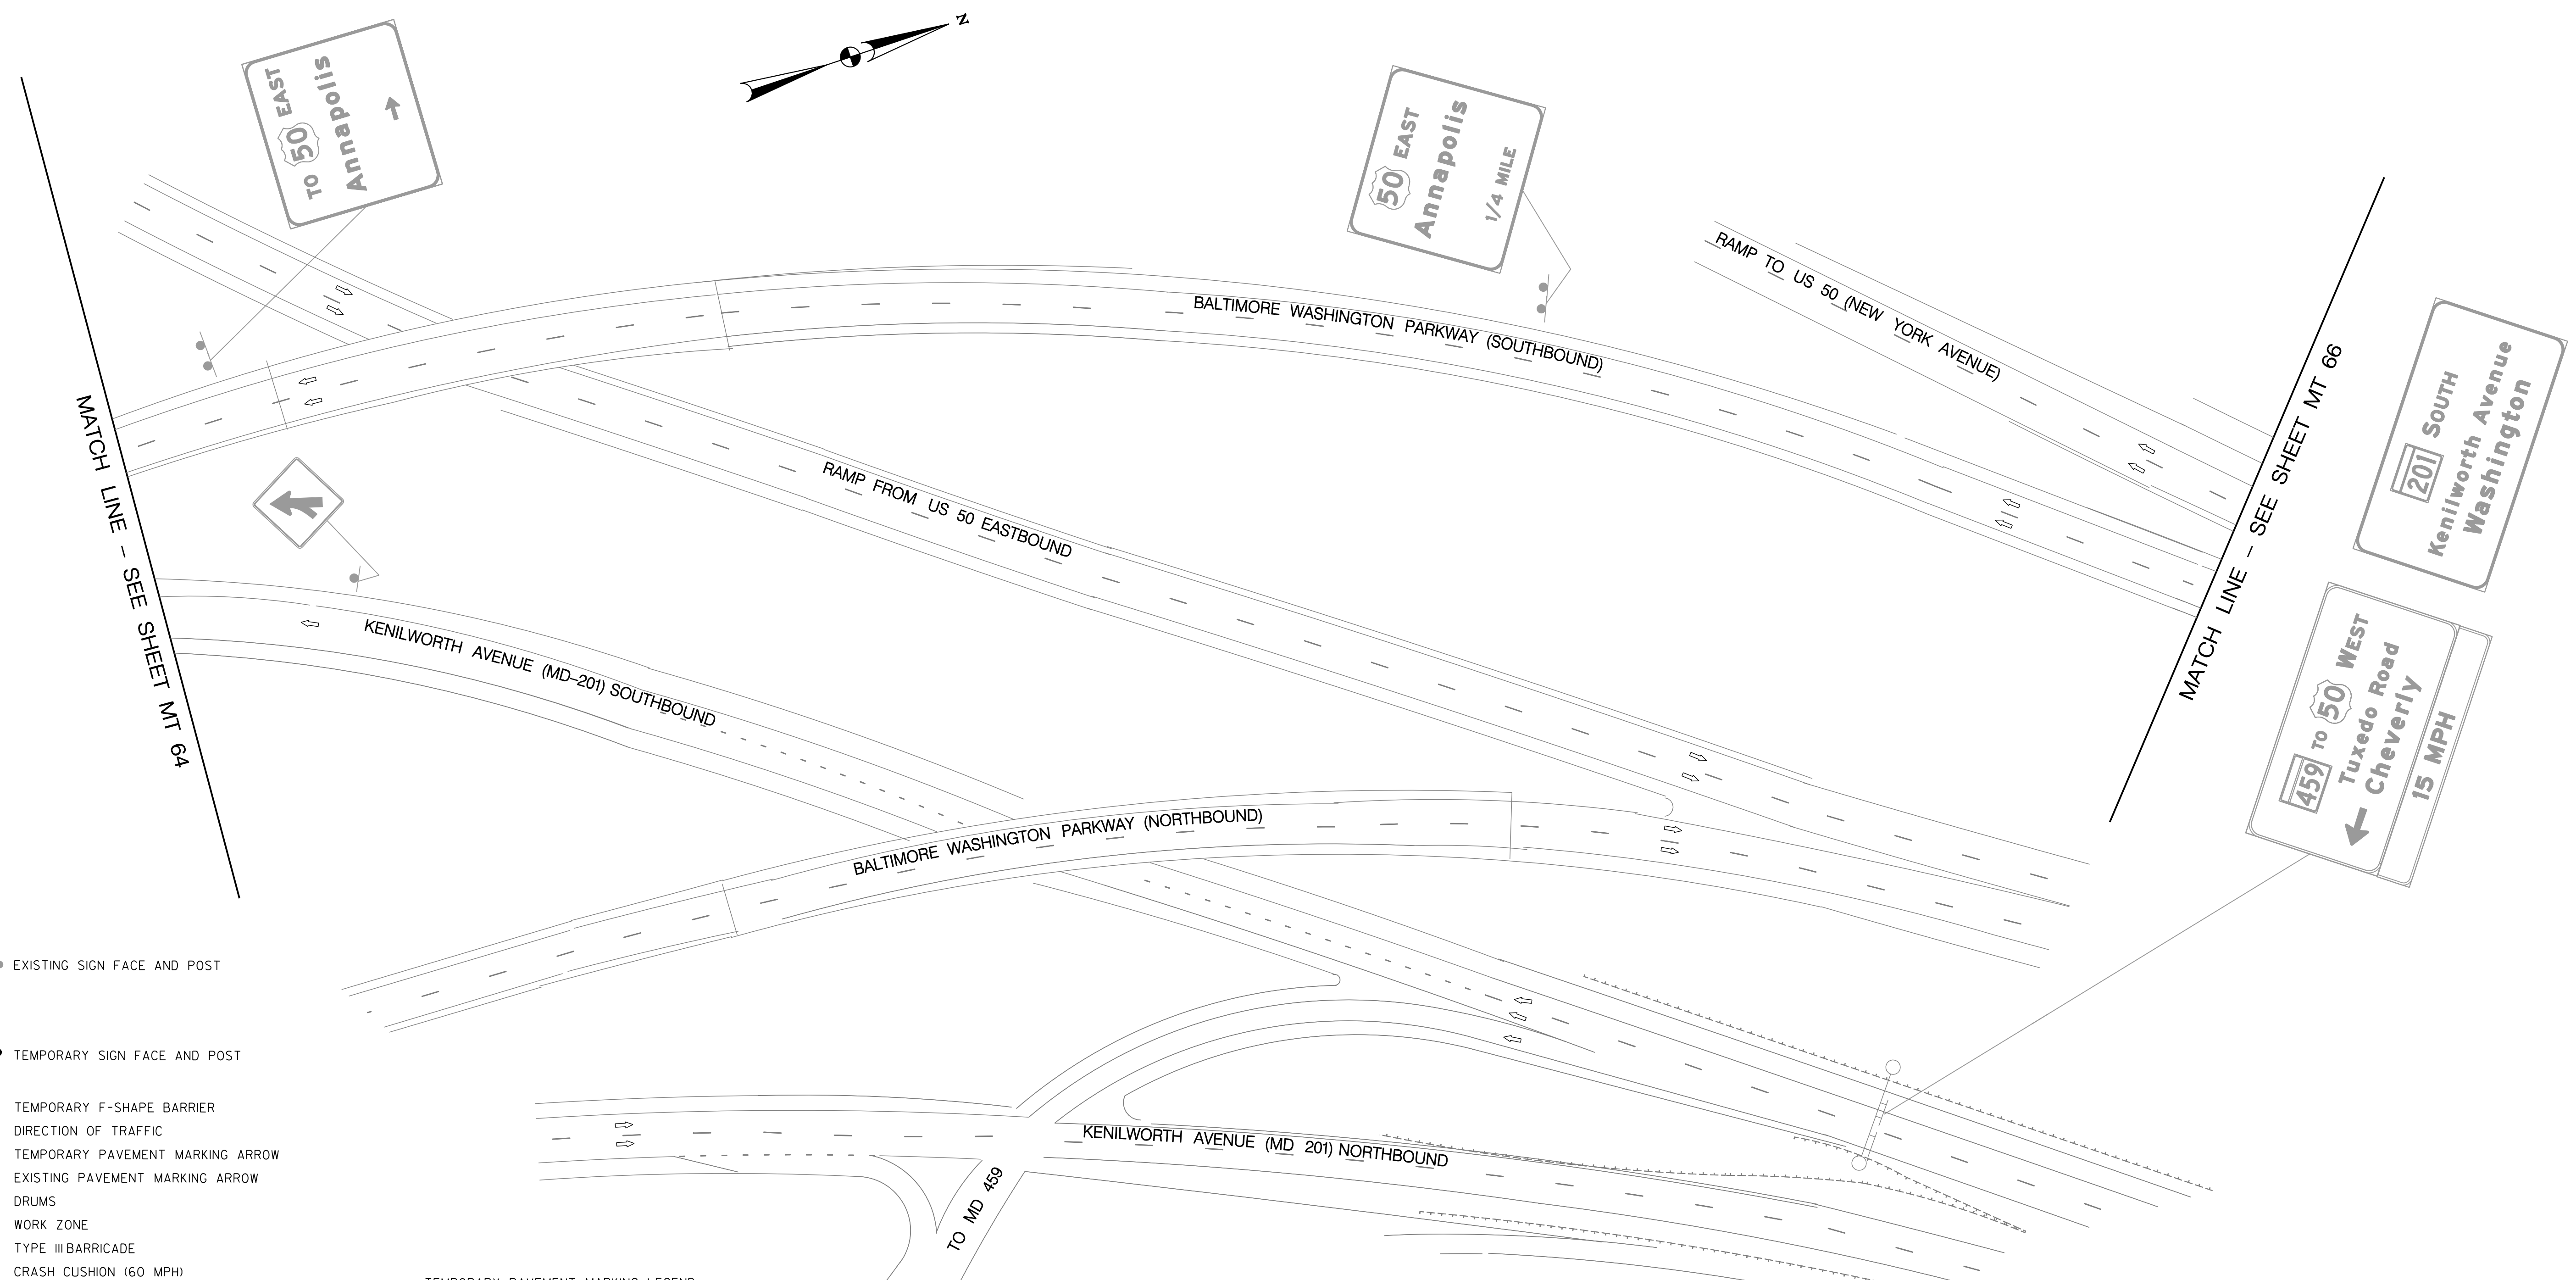 N
TO 50 EAST
Annapolis
50 EAST
Annapolis
1/4 MILE
RAMP TO US 50 (NEW YORK AVENUE)
BALTIMORE WASHINGTON PARKWAY (SOUTHBOUND)
MATCH LINE - SEE SHEET MT 66
201 SOUTH
Kenilworth Avenue
Washington
MATCH LINE - SEE SHEET MT 64
RAMP FROM US 50 EASTBOUND
KENILWORTH AVENUE (MD-201) SOUTHBOUND
459 TO 50 WEST
Tuxedo Road
Cheverly
15 MPH
BALTIMORE WASHINGTON PARKWAY (NORTHBOUND)
KENILWORTH AVENUE (MD 201) NORTHBOUND
TO MD 459
EXISTING SIGN FACE AND POST
TEMPORARY SIGN FACE AND POST
TEMPORARY F-SHAPE BARRIER
DIRECTION OF TRAFFIC
TEMPORARY PAVEMENT MARKING ARROW
EXISTING PAVEMENT MARKING ARROW
DRUMS
WORK ZONE
TYPE III BARRICADE
CRASH CUSHION (60 MPH)
TEMPORARY PAVEMENT MARKING LEGEND